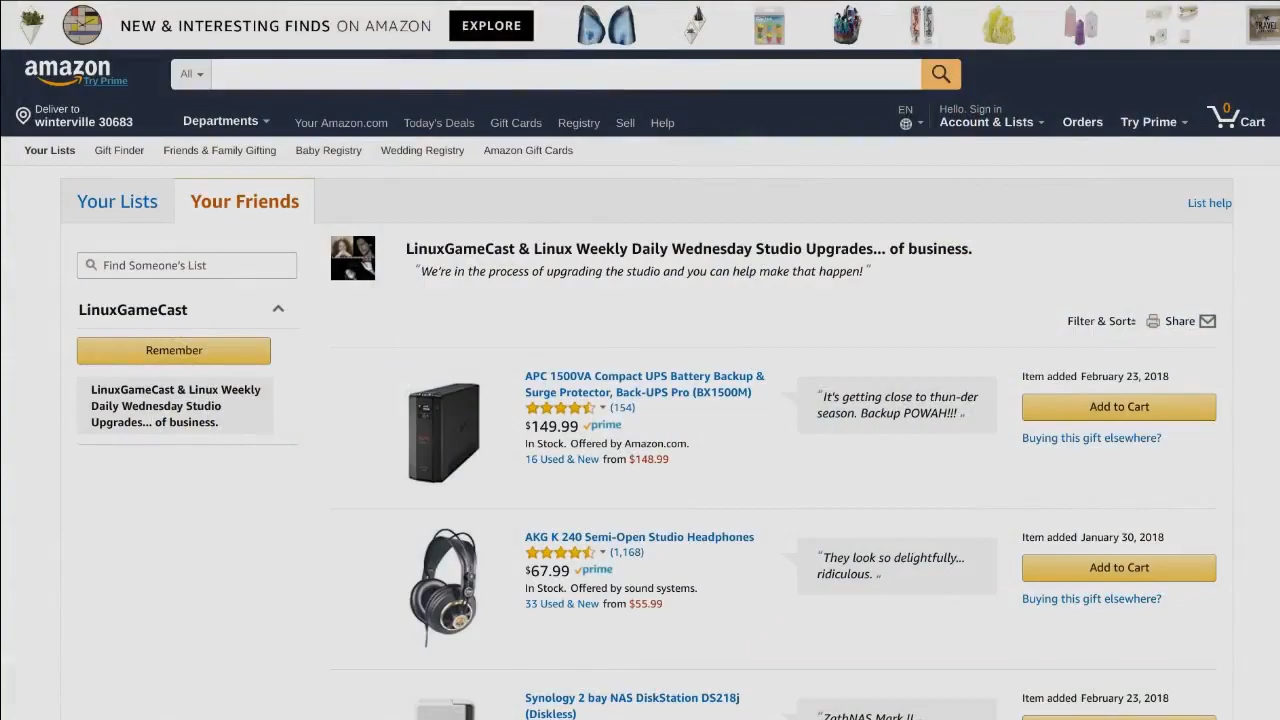 NEW & INTERESTING FINDS ON AMAZON EXPLORE
amazon
Try Prime
All
Deliver to
winterville 30683
Departments
Your Amazon.com Today's Deals Gift Cards Registry Sell Help
EN
Hello. Sign in
Account & Lists
Orders
Try Prime
0
Cart
Your Lists Gift Finder Friends & Family Gifting Baby Registry Wedding Registry Amazon Gift Cards
Your Lists
Your Friends
List help
Find Someone's List
LinuxGameCast
Remember
LinuxGameCast & Linux Weekly
Daily Wednesday Studio
Upgrades... of business.
LinuxGameCast & Linux Weekly Daily Wednesday Studio Upgrades... of business.
"We're in the process of upgrading the studio and you can help make that happen! "
Filter & Sort Share
APC 1500VA Compact UPS Battery Backup &
Surge Protector, Back-UPS Pro (BX1500M)
(154)
$149.99 prime
In Stock. Offered by Amazon.com.
16 Used & New from $148.99
"It's getting close to thun-der
season. Backup POWAH!!! "
Item added February 23, 2018
Add to Cart
Buying this gift elsewhere?
AKG K 240 Semi-Open Studio Headphones
(1,168)
$67.99 prime
In Stock. Offered by sound systems.
33 Used & New from $55.99
"They look so delightfully...
ridiculous. "
Item added January 30, 2018
Add to Cart
Buying this gift elsewhere?
Synology 2 bay NAS DiskStation DS218j
(Diskless)
Item added February 23, 2018